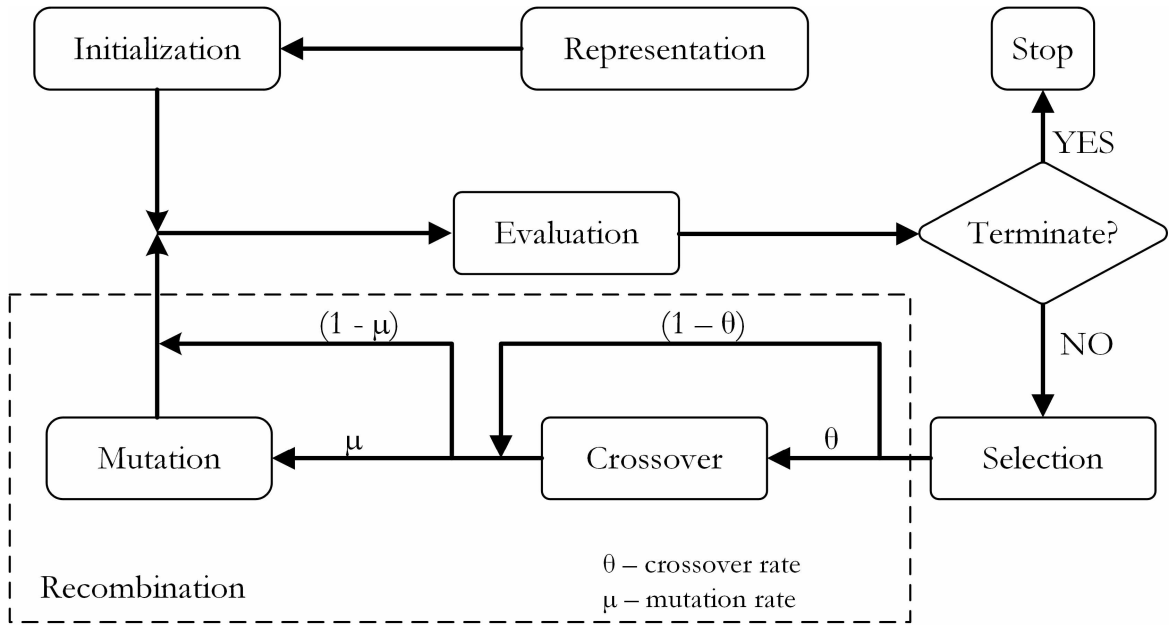 Initialization
Representation
Stop
YES
Evaluation
Terminate?
(1 - μ)
(1 – θ)
NO
Mutation
μ
Crossover
θ
Selection
Recombination
θ – crossover rate
μ – mutation rate